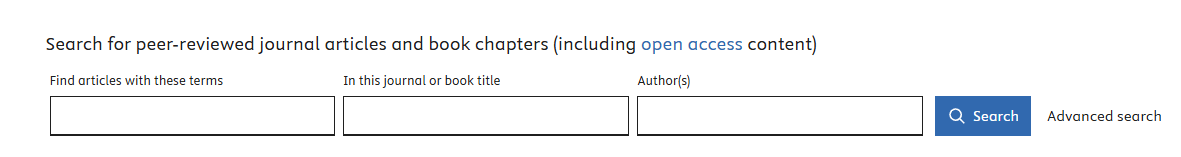 Search for peer-reviewed journal articles and book chapters (including open access content)
Find articles with these terms
In this journal or book title
Author(s)
Search
Advanced search